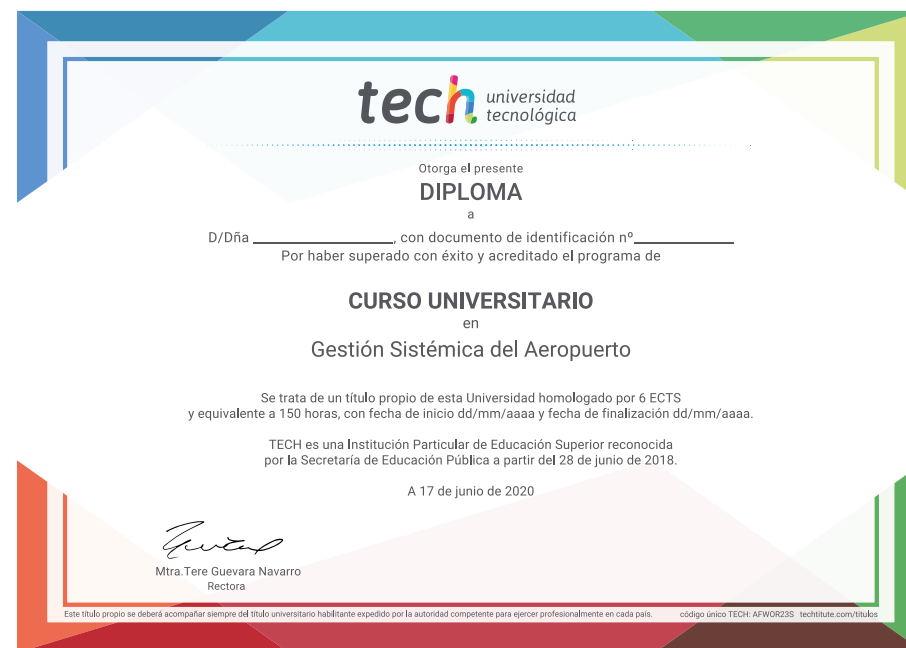 tech universidad
tecnológica
Otorga el presente
DIPLOMA
a
D/Dña ____________________, con documento de identificación nº______________
Por haber superado con éxito y acreditado el programa de
CURSO UNIVERSITARIO
en
Gestión Sistémica del Aeropuerto
Se trata de un título propio de esta Universidad homologado por 6 ECTS
y equivalente a 150 horas, con fecha de inicio dd/mm/aaaa y fecha de finalización dd/mm/aaaa.
TECH es una Institución Particular de Educación Superior reconocida
por la Secretaría de Educación Pública a partir del 28 de junio de 2018.
A 17 de junio de 2020
Mtra.Tere Guevara Navarro
Rectora
Este título propio se deberá acompañar siempre del título universitario habilitante expedido por la autoridad competente para ejercer profesionalmente en cada país. código único TECH: AFWOR23S techtitute.com/títulos